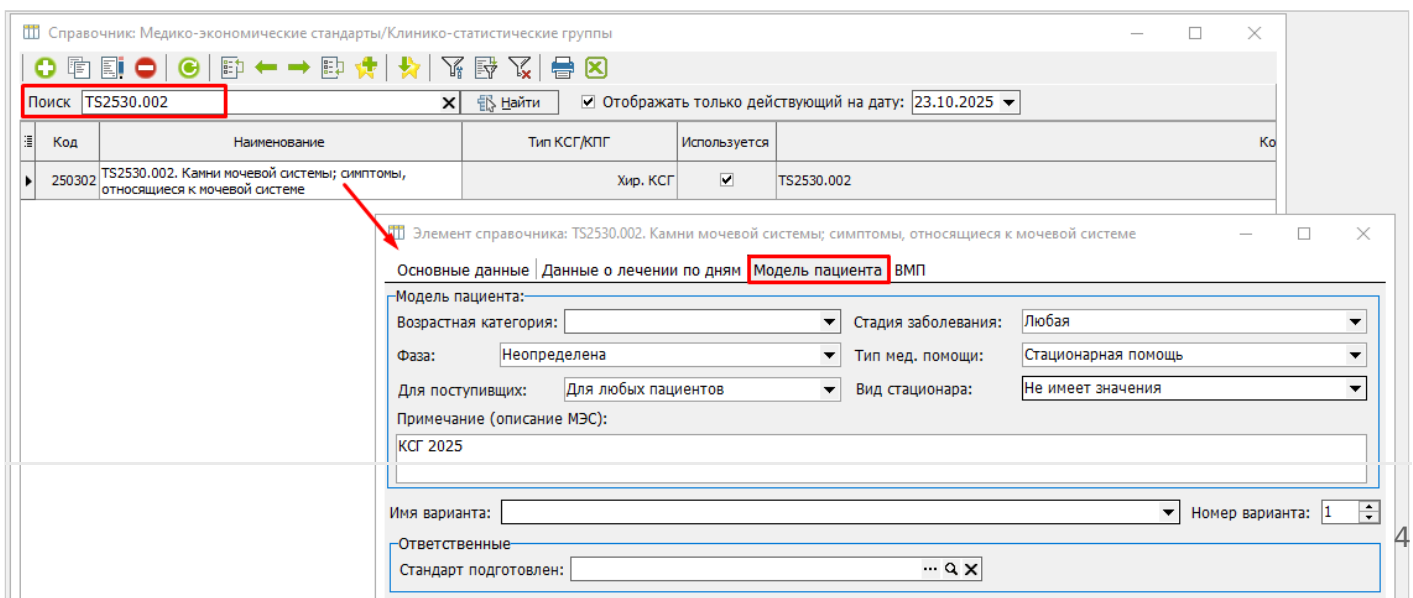 Справочник: Медико-экономические стандарты/Клинико-статистические группы
Поиск TS2530.002 Найти Отображать только действующий на дату: 23.10.2025
Код Наименование Тип КСГ/КПГ Используется Ко
250302 TS2530.002. Камни мочевой системы; симптомы, относящиеся к мочевой системе Хир. КСГ TS2530.002
Элемент справочника: TS2530.002. Камни мочевой системы; симптомы, относящиеся к мочевой системе
Основные данные Данные о лечении по дням Модель пациента ВМП
Модель пациента:
Возрастная категория: Стадия заболевания: Любая
Фаза: Неопределена Тип мед. помощи: Стационарная помощь
Для поступивщих: Для любых пациентов Вид стационара: Не имеет значения
Примечание (описание МЭС):
КСГ 2025
Имя варианта: Номер варианта: 1
4
Ответственные
Стандарт подготовлен: